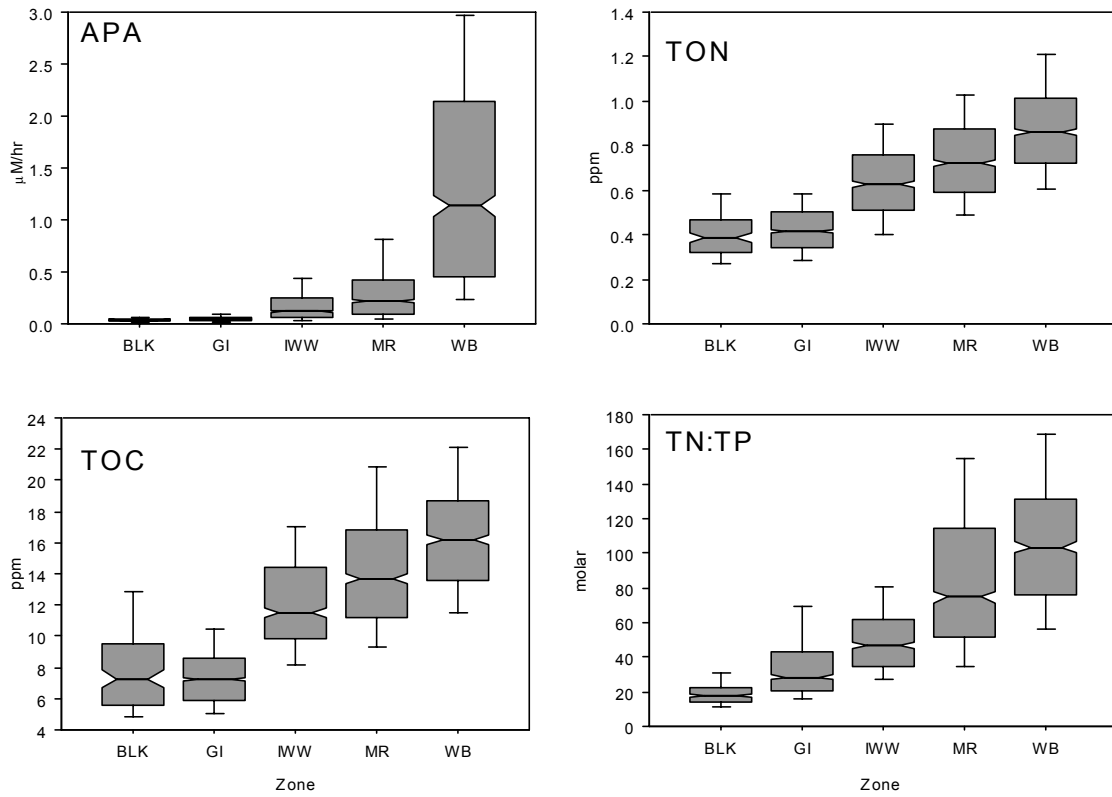 APA
3.0
2.5
2.0
1.5
1.0
0.5
0.0
µM/hr
BLK GI IWW MR WB
TON
1.4
1.2
1.0
0.8
0.6
0.4
0.2
0.0
ppm
BLK GI IWW MR WB
TOC
24
22
20
18
16
14
12
10
8
6
4
ppm
BLK GI IWW MR WB
Zone
TN:TP
180
160
140
120
100
80
60
40
20
0
molar
BLK GI IWW MR WB
Zone